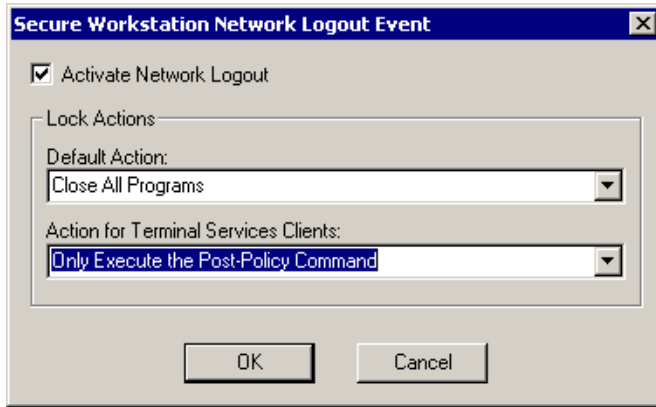 Secure Workstation Network Logout Event
Activate Network Logout
Lock Actions
Default Action:
Close All Programs
Action for Terminal Services Clients:
Only Execute the Post-Policy Command
OK Cancel